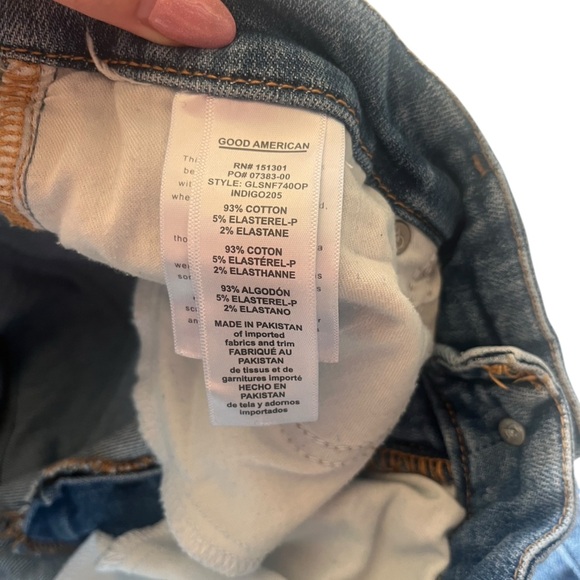 GOOD AMERICAN
RN# 151301
PO# 07383-00
STYLE: GLSNF740OP
INDIGO205
93% COTTON
5% ELASTEREL-P
2% ELASTANE
93% COTON
5% ELASTÉREL-P
2% ELASTHANNE
93% ALGODÓN
5% ELASTEREL-P
2% ELASTANO
MADE IN PAKISTAN
of imported
fabrics and trim
FABRIQUÉ AU
PAKISTAN
de tissus et de
garnitures importé
HECHO EN
PAKISTAN
de tela y adornos
importados